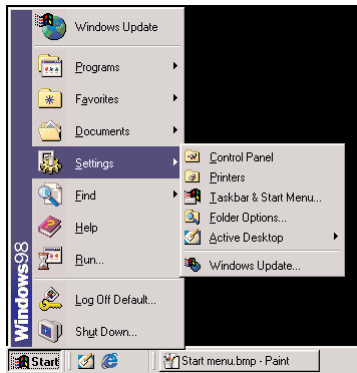 Windows Update
Programs
Favorites
Documents
Settings
Find
Help
Run...
Log Off Default...
Shut Down...
Windows98
Control Panel
Printers
Taskbar & Start Menu...
Folder Options...
Active Desktop
Windows Update...
Start
Start menu.bmp - Paint